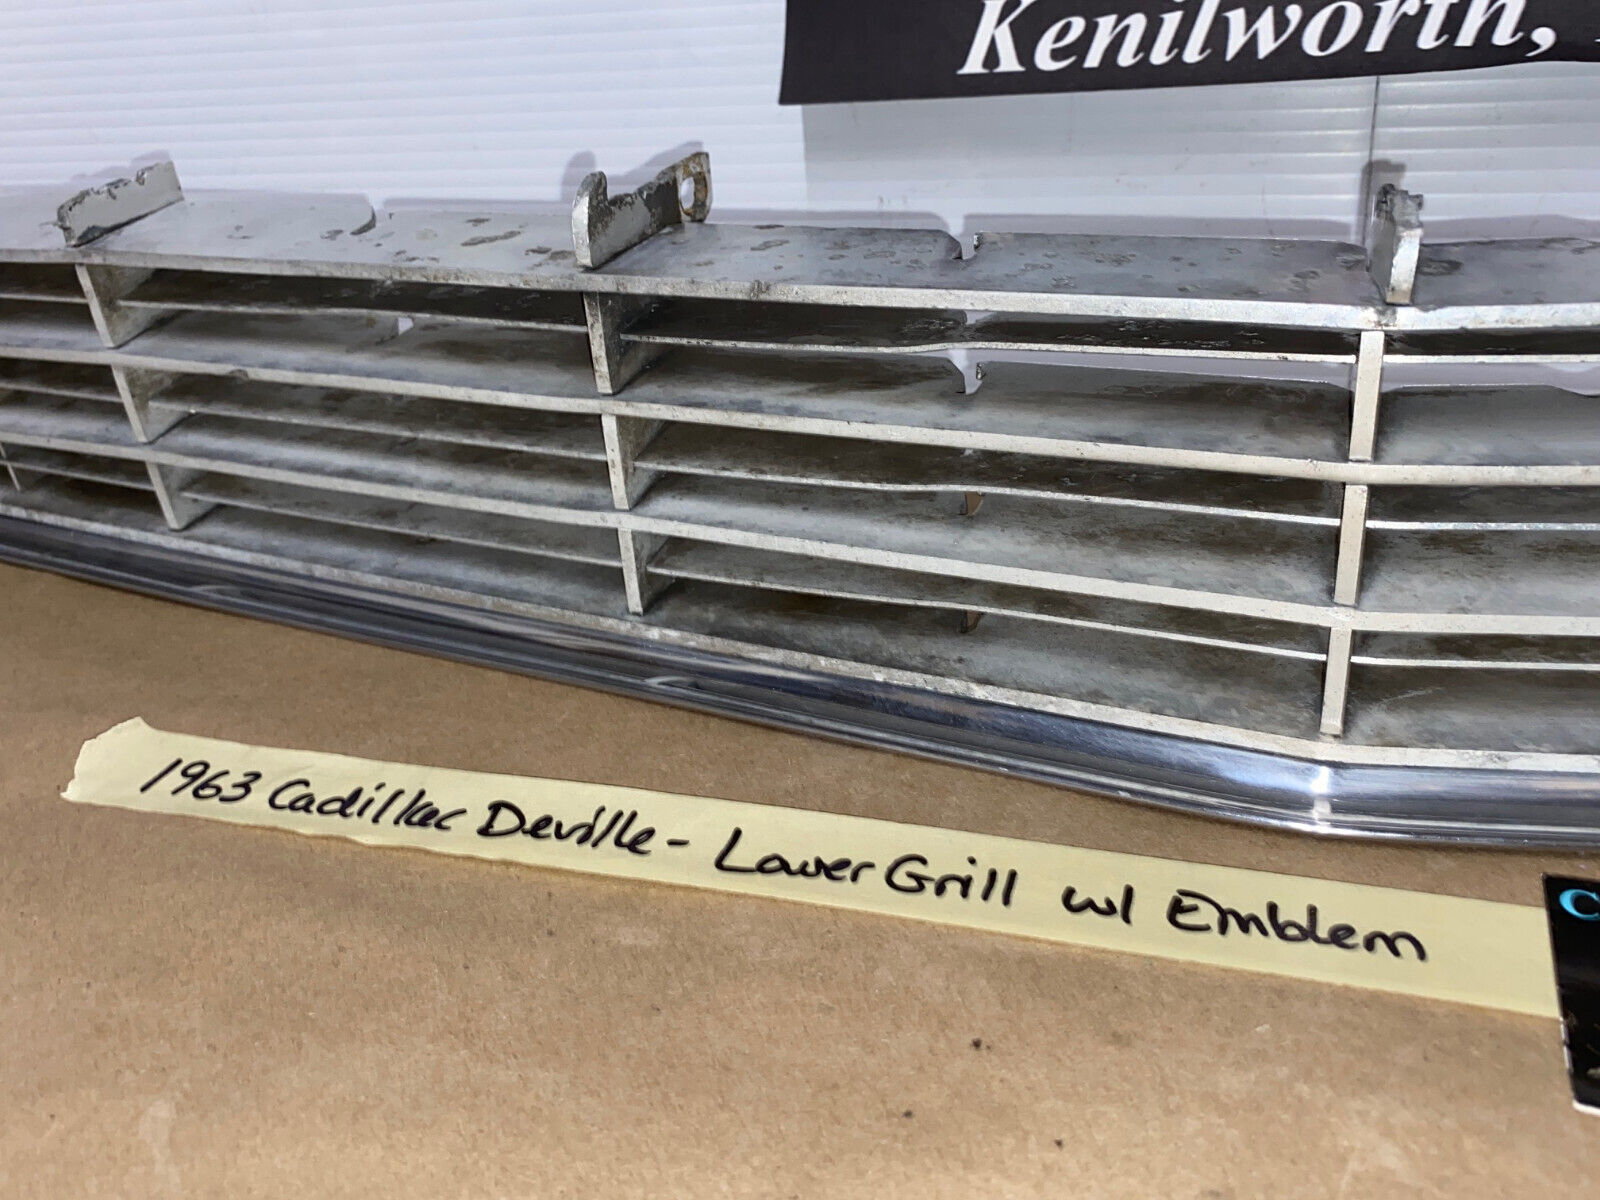 Kenilworth,
1963 Cadillac Deville - Lower Grill w/ Emblem
C